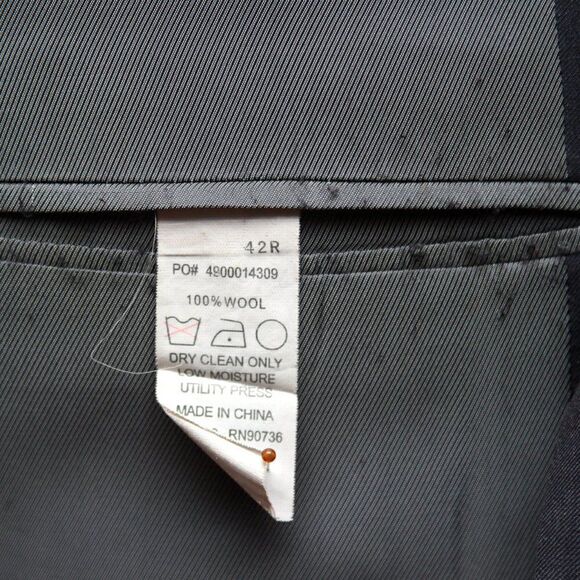 42R
PO# 4900014309
100% WOOL
DRY CLEAN ONLY
LOW MOISTURE
UTILITY PRESS
MADE IN CHINA
RN90736